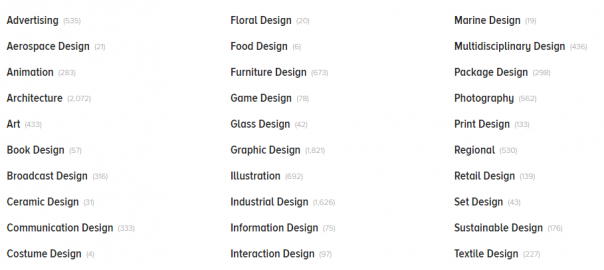 Advertising (535)
Aerospace Design (21)
Animation (283)
Architecture (2,072)
Art (433)
Book Design (57)
Broadcast Design (316)
Ceramic Design (31)
Communication Design (333)
Costume Design (4)
Floral Design (20)
Food Design (6)
Furniture Design (673)
Game Design (78)
Glass Design (42)
Graphic Design (1,821)
Illustration (692)
Industrial Design (1,626)
Information Design (75)
Interaction Design (97)
Marine Design (19)
Multidisciplinary Design (436)
Package Design (298)
Photography (562)
Print Design (133)
Regional (530)
Retail Design (139)
Set Design (43)
Sustainable Design (176)
Textile Design (227)